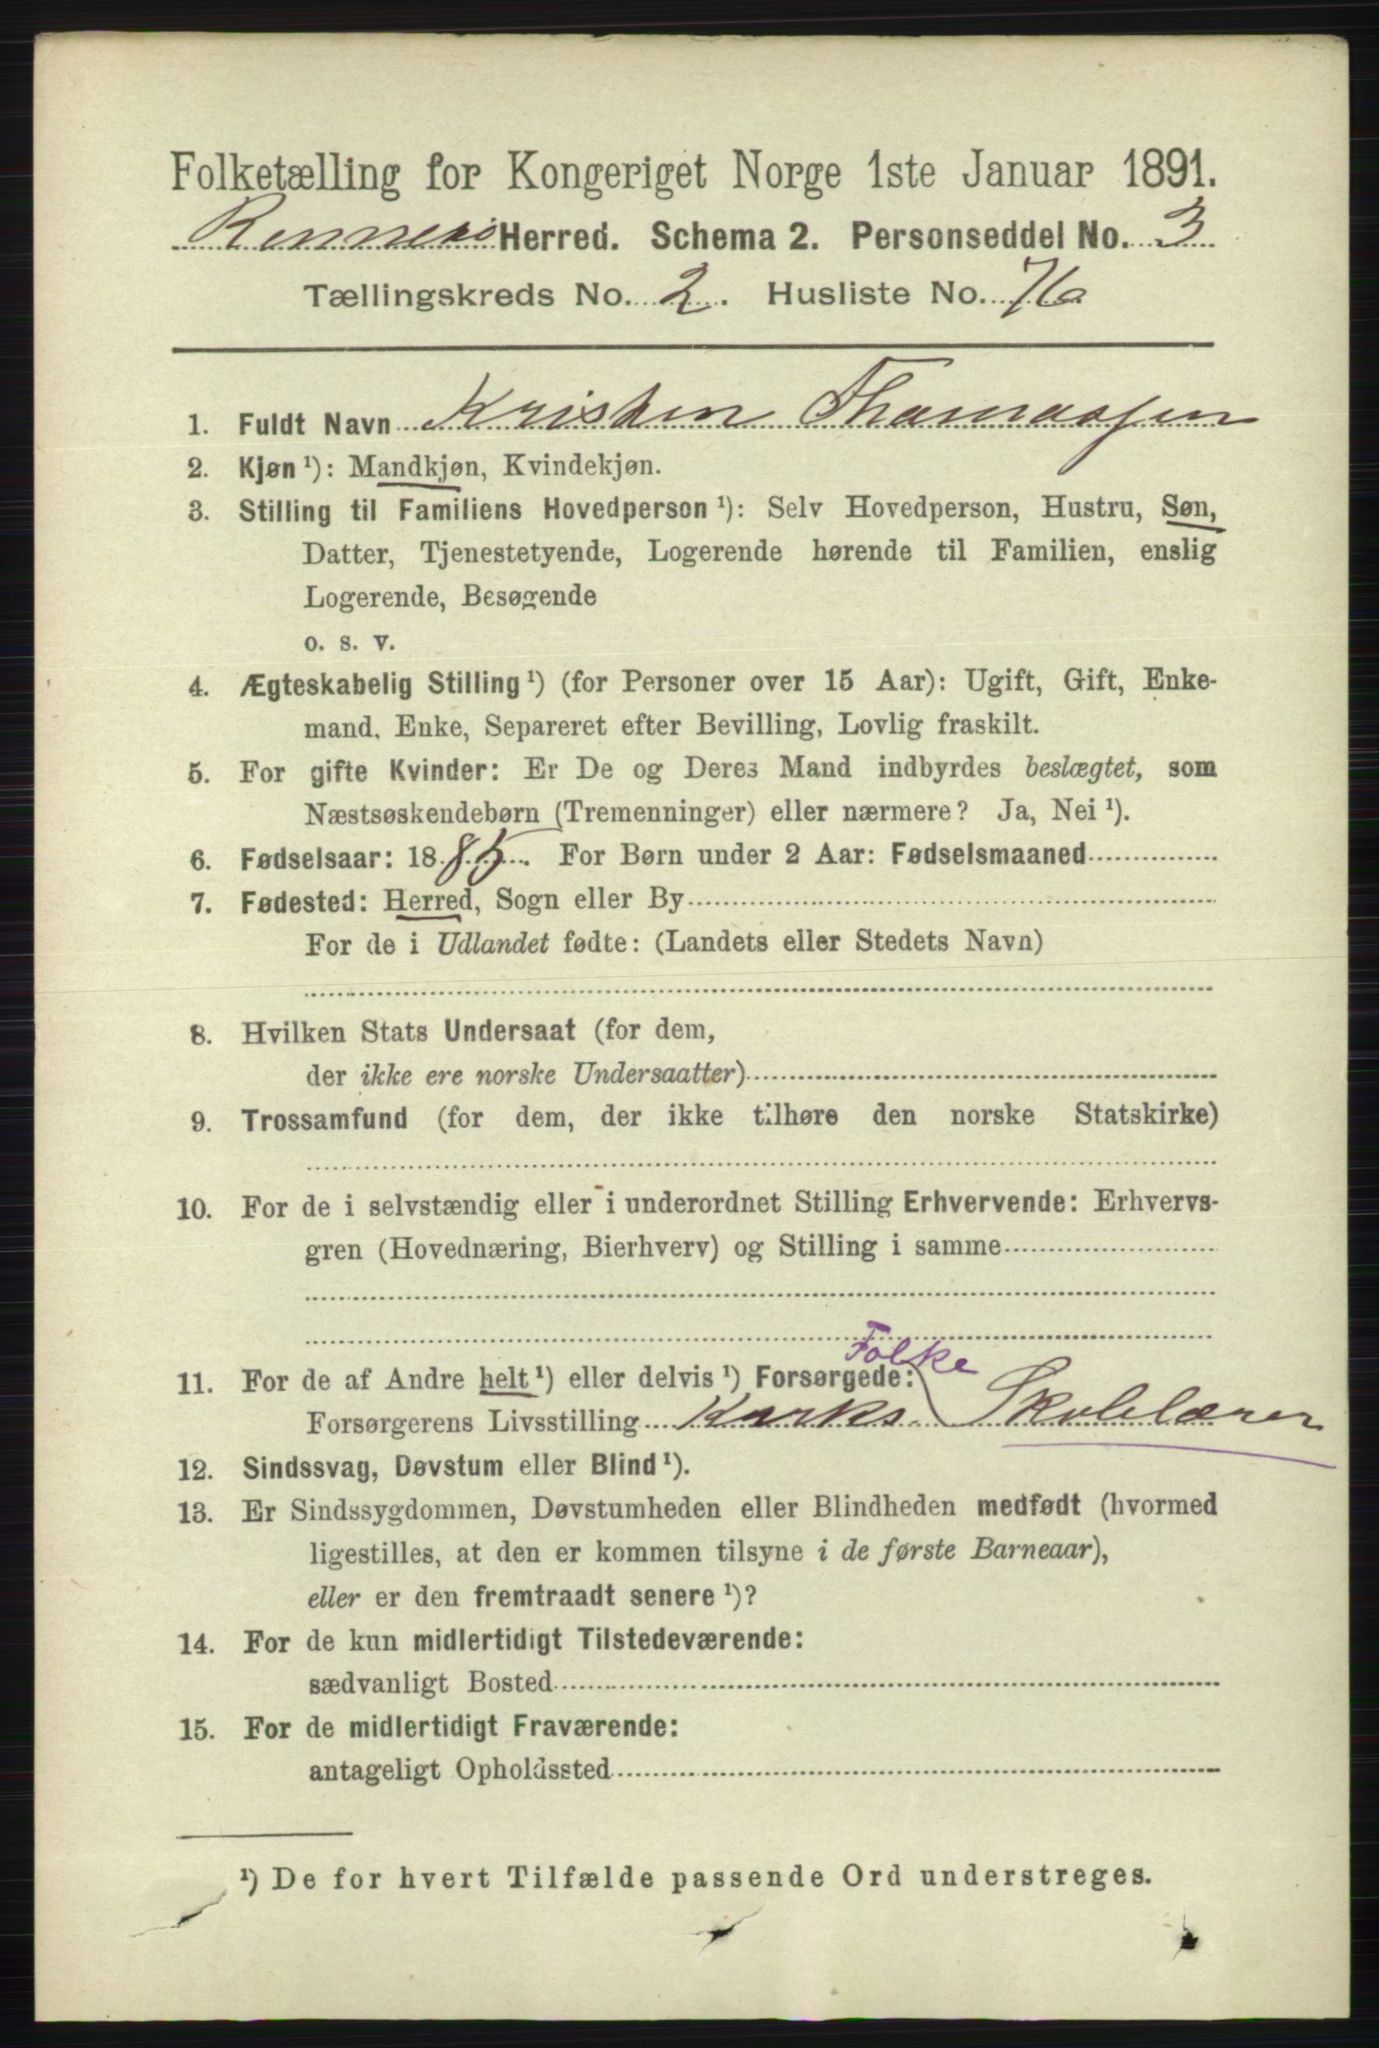 Folketælling for Kongeriget Norge 1ste Januar 1891.
Rennesø Herred. Schema 2. Personseddel No. 3
Tællingskreds No. 2. Husliste No. 76
1. Fuldt Navn Kristen Thomassen
2. Kjøn ¹): Mandkjøn, Kvindekjøn.
3. Stilling til Familiens Hovedperson ¹): Selv Hovedperson, Hustru, Søn,
Datter, Tjenestetyende, Logerende hørende til Familien, enslig
Logerende, Besøgende
o. s. v.
4. Ægteskabelig Stilling ¹) (for Personer over 15 Aar): Ugift, Gift, Enke-
mand, Enke, Separeret efter Bevilling, Lovlig fraskilt.
5. For gifte Kvinder: Er De og Deres Mand indbyrdes beslægtet, som
Næstsøskendebørn (Tremenninger) eller nærmere? Ja, Nei ¹).
6. Fødselsaar: 1885. For Børn under 2 Aar: Fødselsmaaned
7. Fødested: Herred, Sogn eller By
For de i Udlandet fødte: (Landets eller Stedets Navn)
8. Hvilken Stats Undersaat (for dem,
der ikke ere norske Undersaatter)
9. Trossamfund (for dem, der ikke tilhøre den norske Statskirke)
10. For de i selvstændig eller i underordnet Stilling Erhvervende: Erhvervs-
gren (Hovednæring, Bierhverv) og Stilling i samme
Folke
11. For de af Andre helt ¹) eller delvis ¹) Forsørgede:
Forsørgerens Livsstilling Skolelærer
12. Sindssvag, Døvstum eller Blind ¹).
13. Er Sindssygdommen, Døvstumheden eller Blindheden medfødt (hvormed
ligestilles, at den er kommen tilsyne i de første Barneaar),
eller er den fremtraadt senere ¹)?
14. For de kun midlertidigt Tilstedeværende:
sædvanligt Bosted
15. For de midlertidigt Fraværende:
antageligt Opholdssted
¹) De for hvert Tilfælde passende Ord understreges.